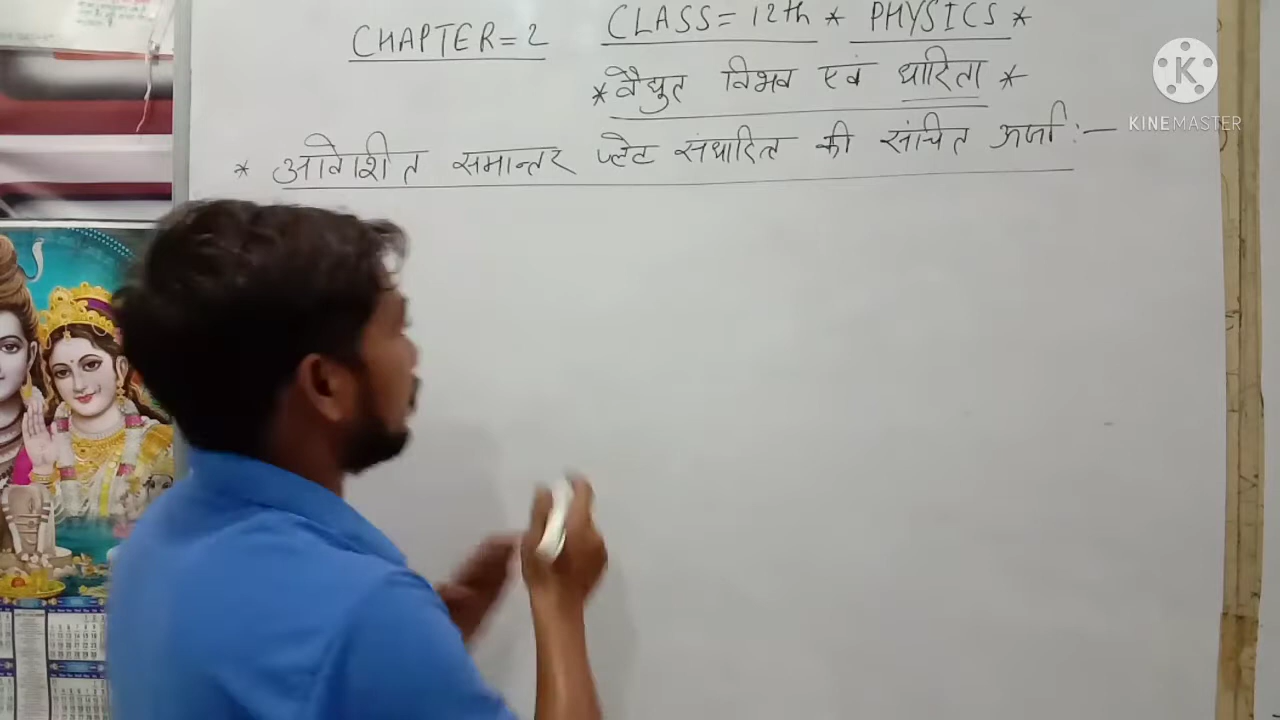 CHAPTER=2 CLASS=12th * PHYSICS *
* वैद्युत विभव एवं धारिता *
* आवेशीत समान्तर प्लेट संधारित्र की संचित ऊर्जा :-
K
KINEMASTER